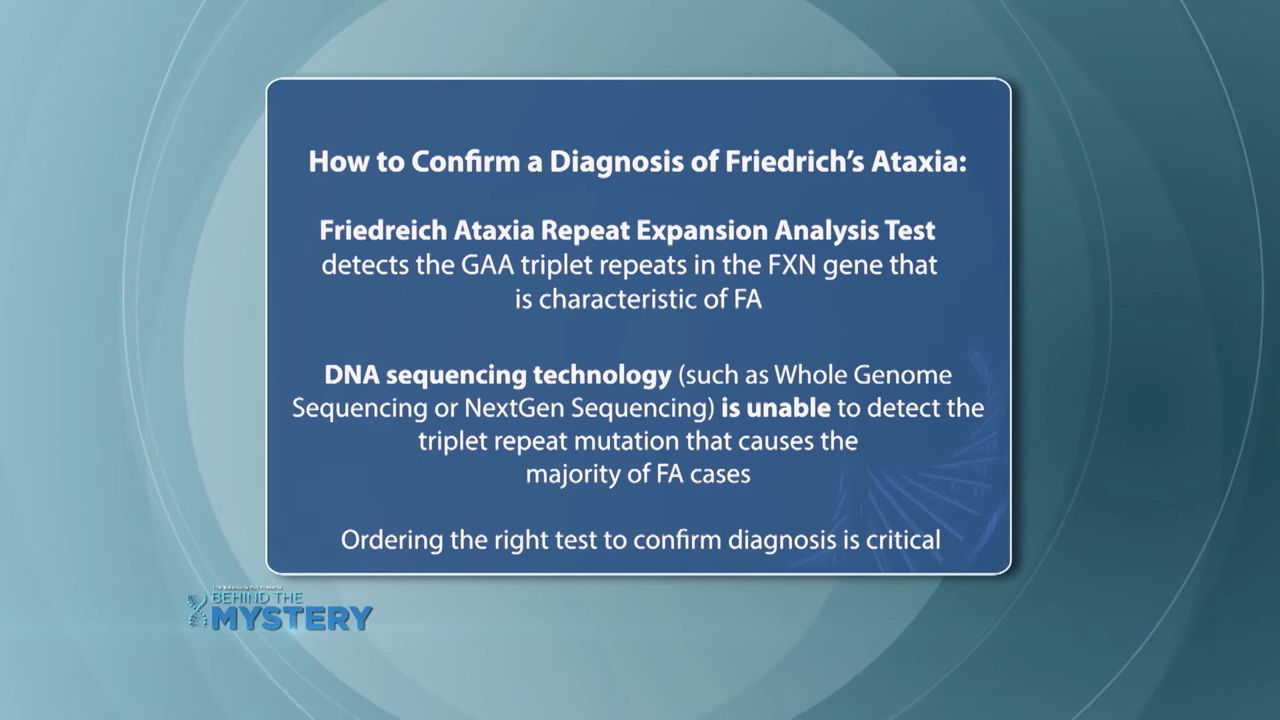 How to Confirm a Diagnosis of Friedrich's Ataxia:
Friedreich Ataxia Repeat Expansion Analysis Test
detects the GAA triplet repeats in the FXN gene that
is characteristic of FA
DNA sequencing technology (such as Whole Genome
Sequencing or NextGen Sequencing) is unable to detect the
triplet repeat mutation that causes the
majority of FA cases
Ordering the right test to confirm diagnosis is critical
BEHIND THE
MYSTERY